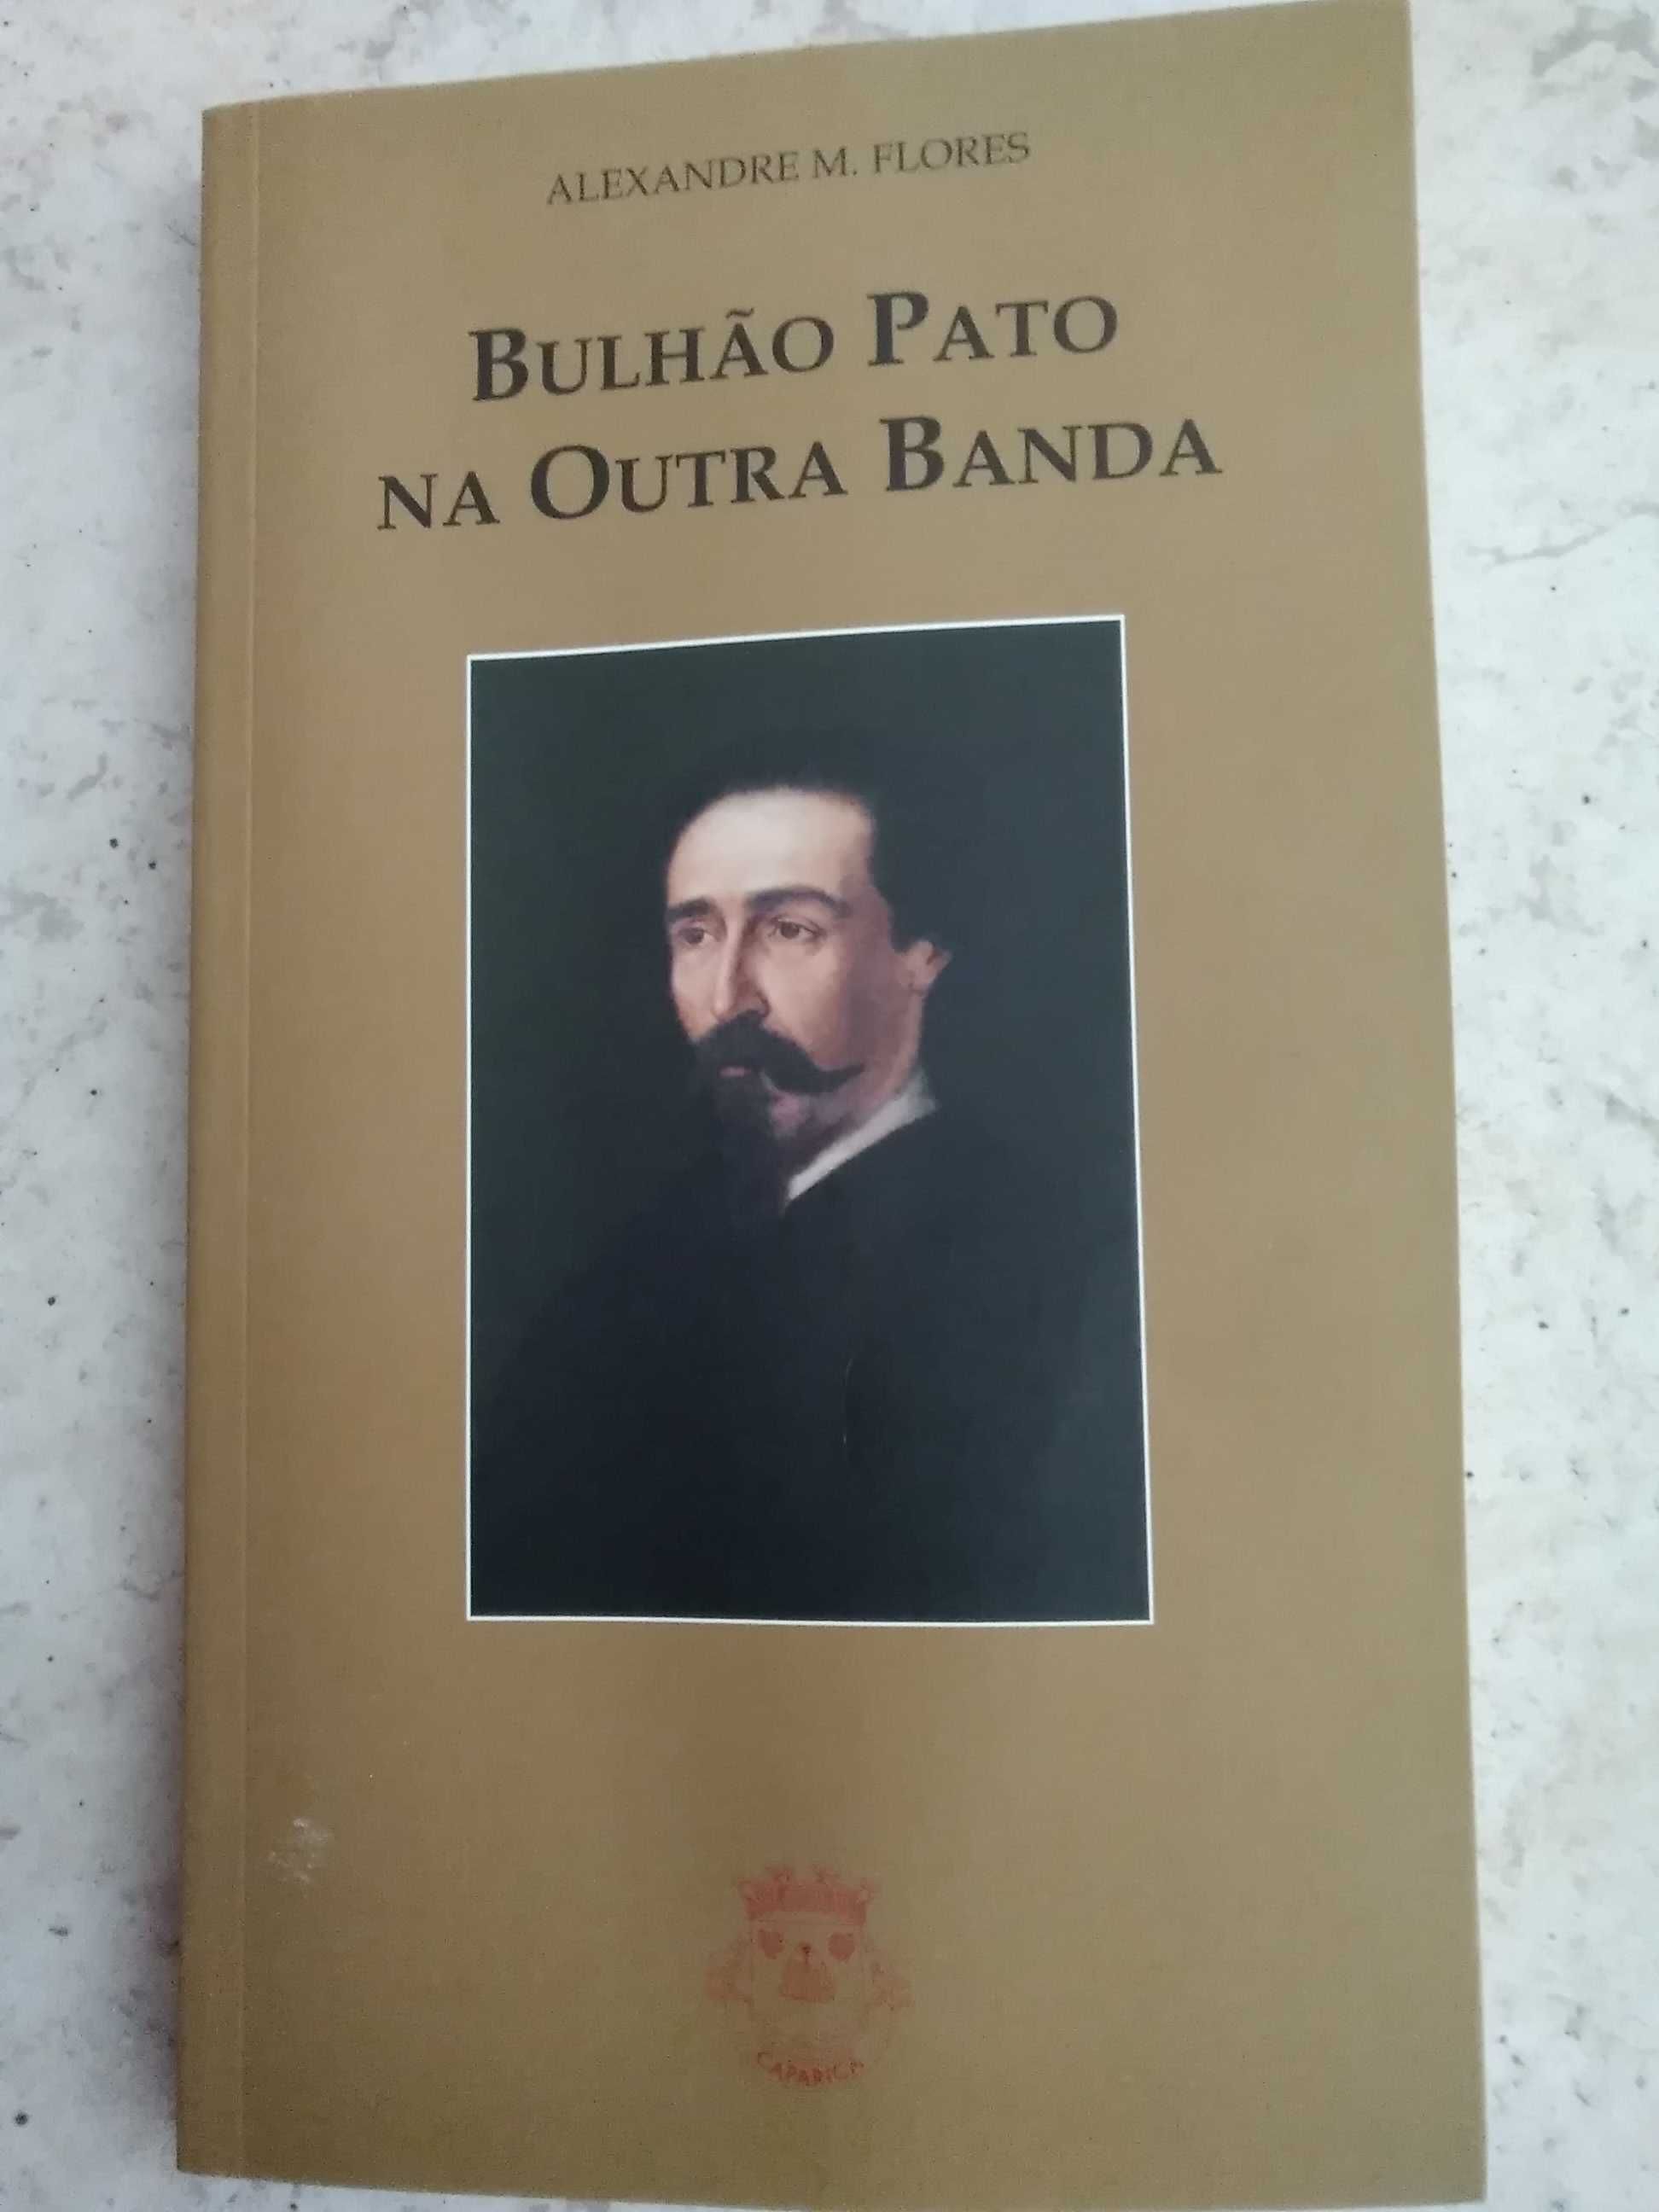 ALEXANDRE M. FLORES
BULHÃO PATO
NA OUTRA BANDA
CAPARICA